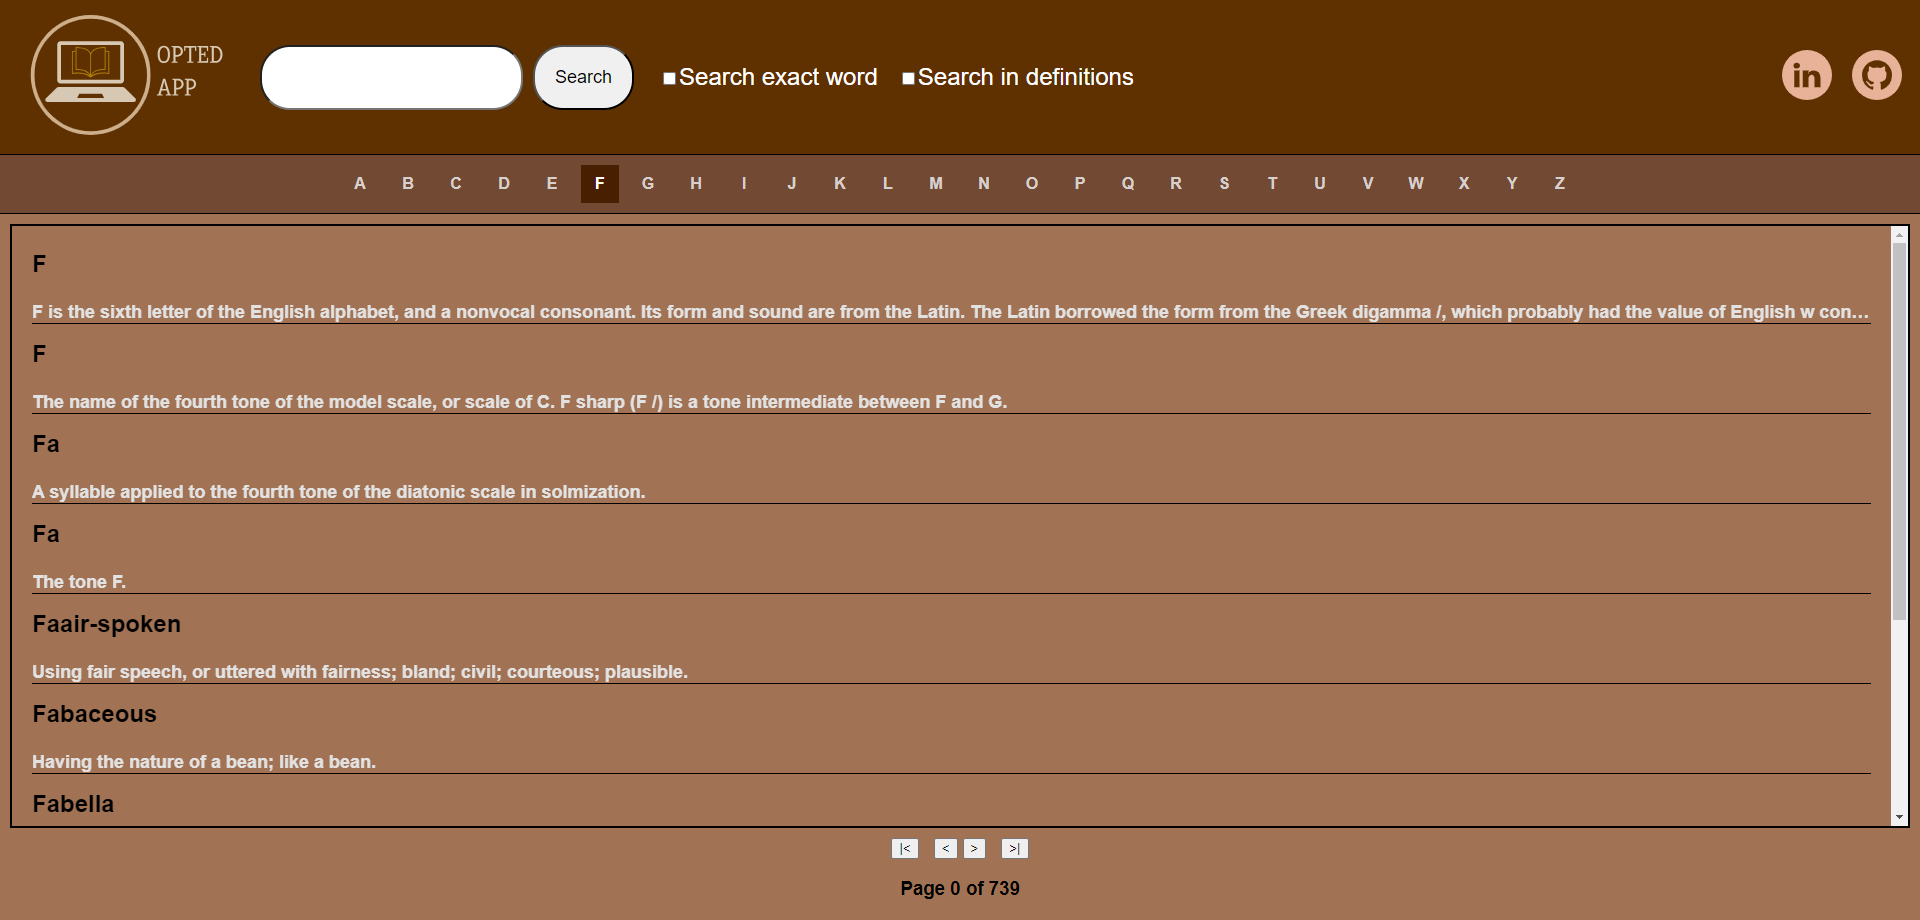 OPTED
APP
Search
Search exact word
Search in definitions
in
A B C D E F G H I J K L M N O P Q R S T U V W X Y Z
F
F is the sixth letter of the English alphabet, and a nonvocal consonant. Its form and sound are from the Latin. The Latin borrowed the form from the Greek digamma /, which probably had the value of English w con...
F
The name of the fourth tone of the model scale, or scale of C. F sharp (F /) is a tone intermediate between F and G.
Fa
A syllable applied to the fourth tone of the diatonic scale in solmization.
Fa
The tone F.
Faair-spoken
Using fair speech, or uttered with fairness; bland; civil; courteous; plausible.
Fabaceous
Having the nature of a bean; like a bean.
Fabella
|< < > >|
Page 0 of 739